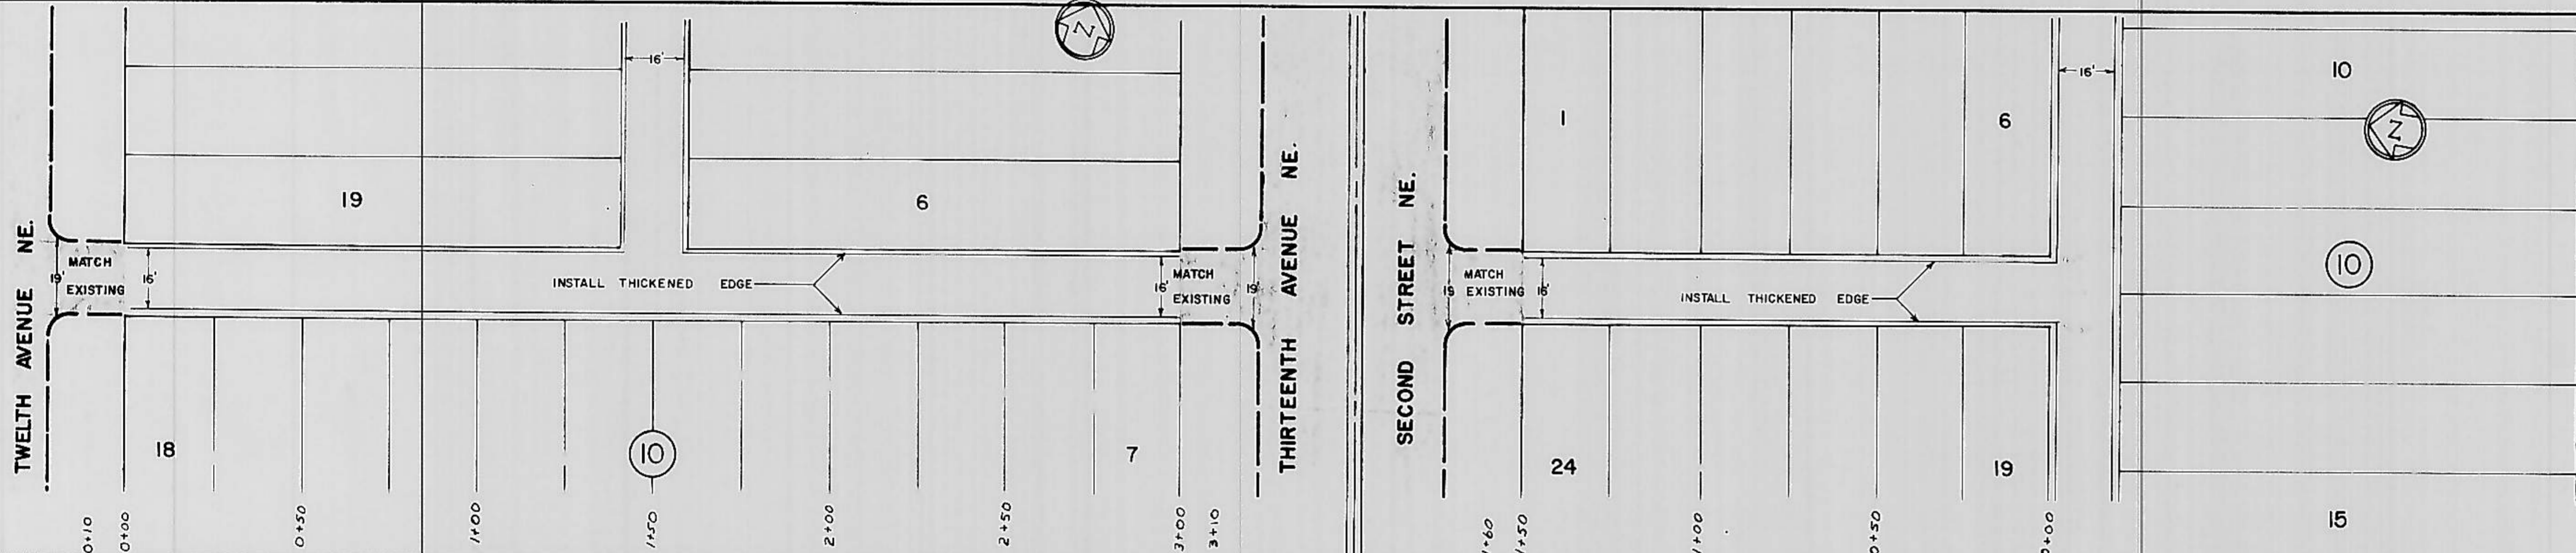 TWELTH AVENUE NE.
16'
19
6
19'
MATCH
EXISTING
16'
INSTALL THICKENED EDGE
16'
MATCH
EXISTING
19'
18
10
7
THIRTEENTH AVENUE NE.
0+10
0+00
0+50
1+00
1+50
2+00
2+50
3+00
3+10
Z
SECOND STREET NE.
1
6
16'
10
Z
19
MATCH
EXISTING
16'
INSTALL THICKENED EDGE
10
24
19
15
1+60
1+50
1+00
0+50
0+00